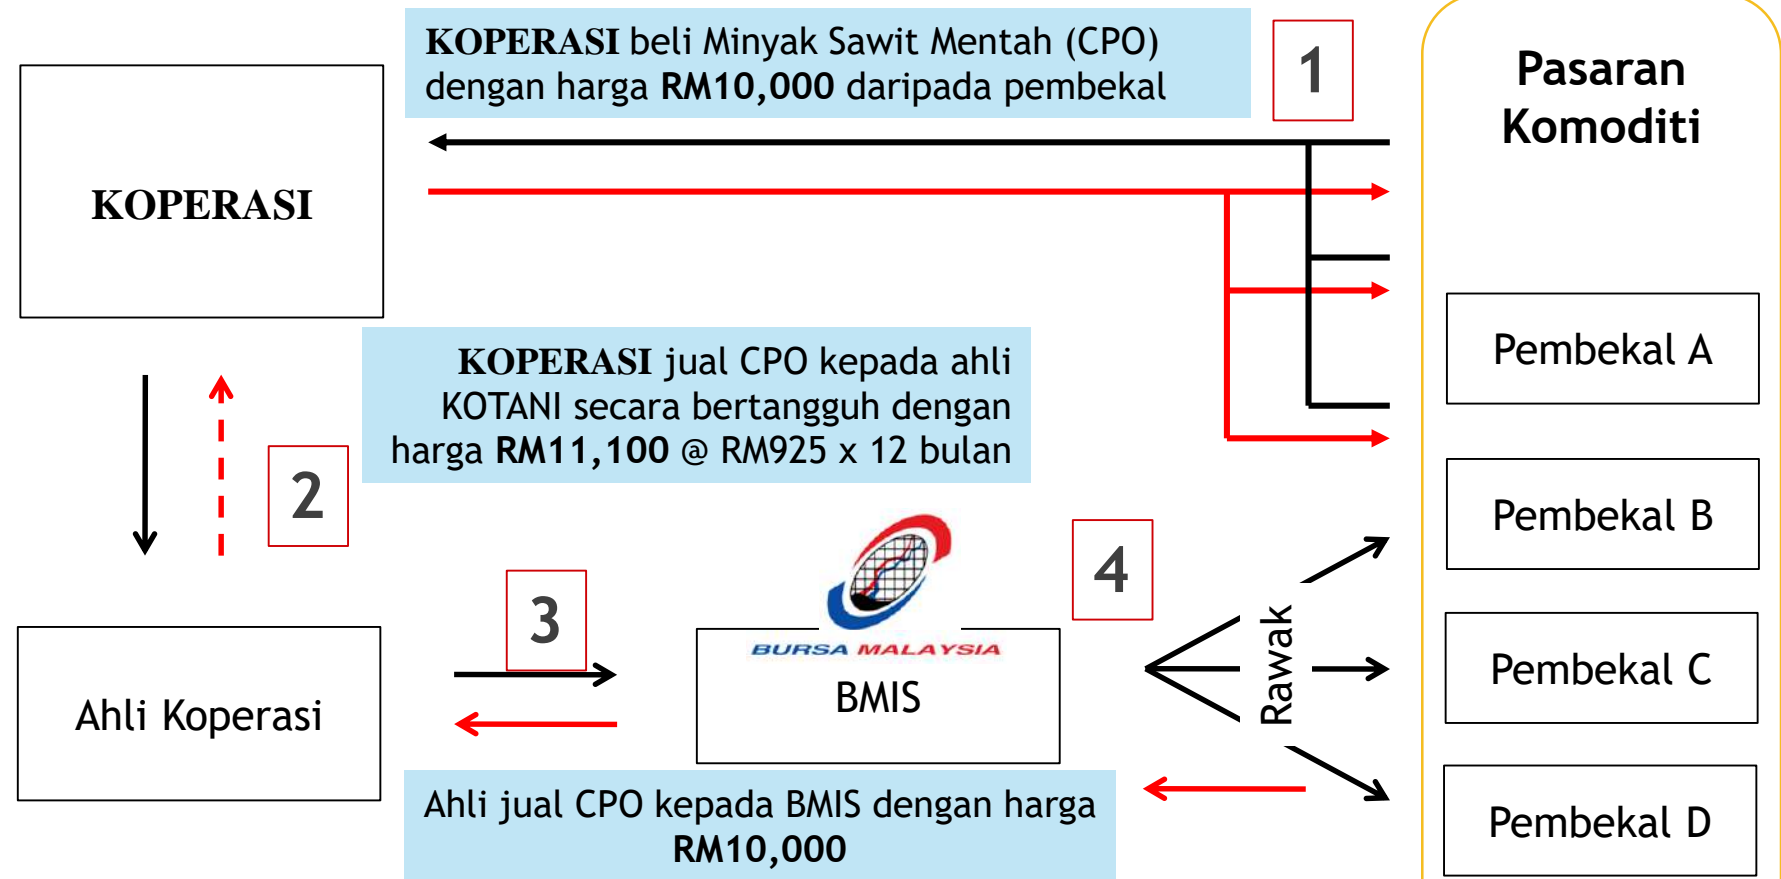 KOPERASI beli Minyak Sawit Mentah (CPO)
dengan harga RM10,000 daripada pembekal
1
Pasaran
Komoditi
KOPERASI
KOPERASI jual CPO kepada ahli
KOTANI secara bertangguh dengan
harga RM11,100 @ RM925 x 12 bulan
2
Pembekal A
Pembekal B
3
4
BURSA MALAYSIA
BMIS
Rawak
Ahli Koperasi
Pembekal C
Ahli jual CPO kepada BMIS dengan harga
RM10,000
Pembekal D